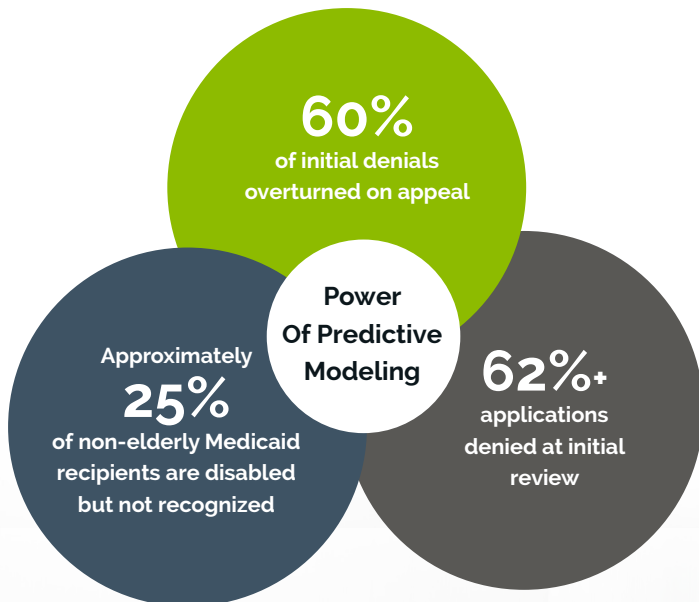 60%
of initial denials
overturned on appeal
Power
Of Predictive
Modeling
Approximately
25%
of non-elderly Medicaid
recipients are disabled
but not recognized
62%+
applications
denied at initial
review